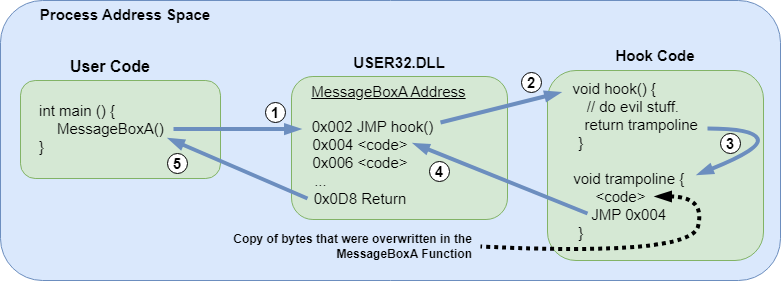 Process Address Space
User Code
int main () {
MessageBoxA()
}
USER32.DLL
MessageBoxA Address
0x002 JMP hook()
0x004 <code>
0x006 <code>
...
0x0D8 Return
Hook Code
void hook() {
// do evil stuff.
return trampoline
}
void trampoline {
<code>
JMP 0x004
}
1
2
3
4
5
Copy of bytes that were overwritten in the
MessageBoxA Function